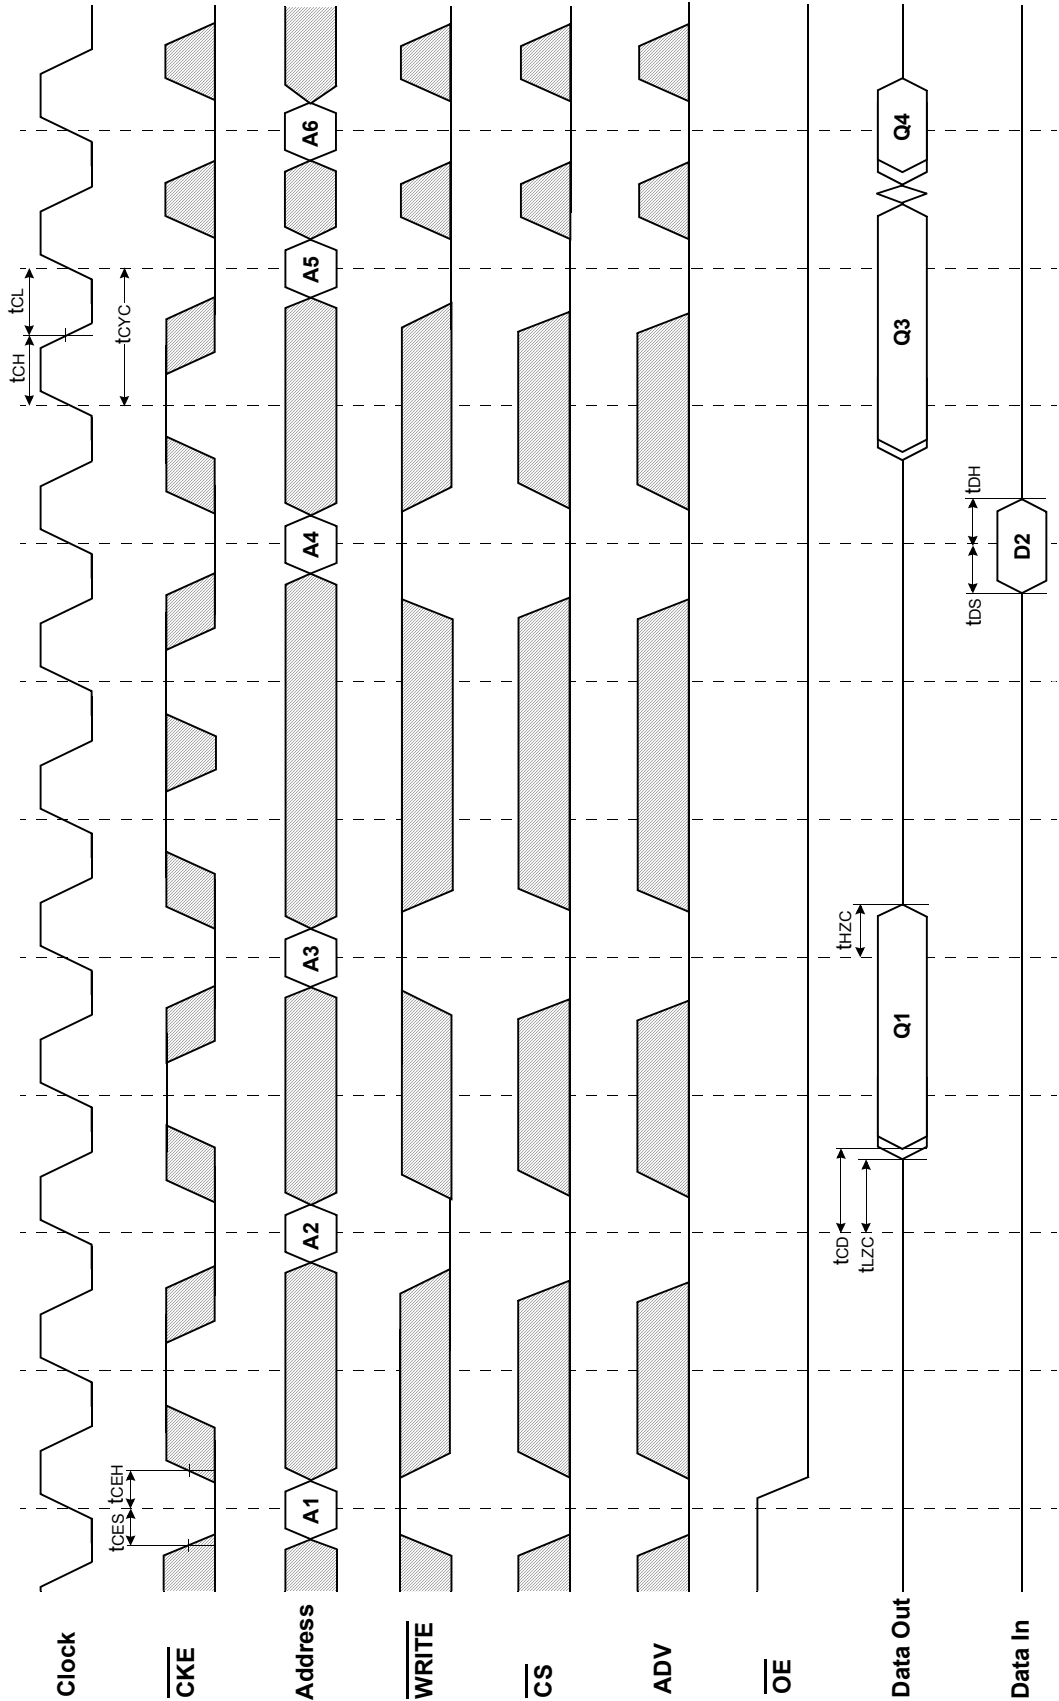 Clock
tCES tCEH
tCH tCL
tCYC
CKE
Address
A1 A2 A3 A4 A5 A6
WRITE
CS
ADV
OE
tCD
tLZC
tHZC
Data Out
Q1 Q3 Q4
tDS tDH
Data In
D2